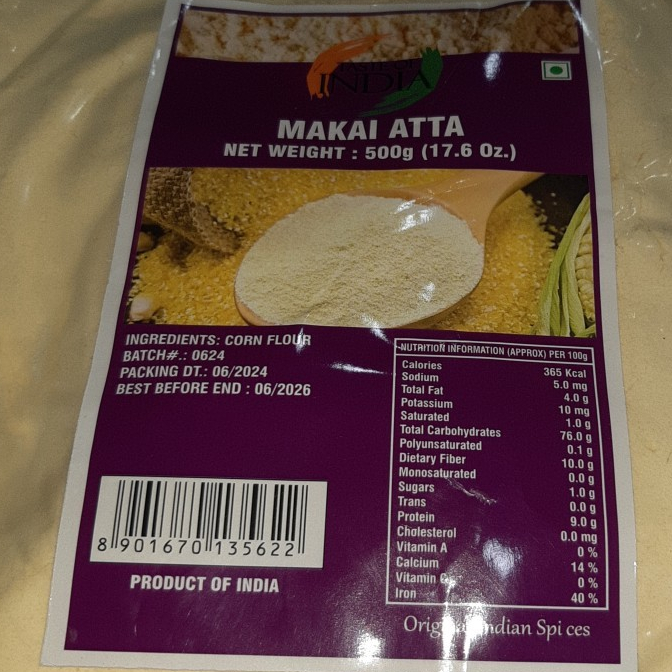 INDIA
MAKAI ATTA
NET WEIGHT : 500g (17.6 Oz.)
INGREDIENTS: CORN FLOUR
BATCH#.: 0624
PACKING DT.: 06/2024
BEST BEFORE END : 06/2026
NUTRITION INFORMATION (APPROX) PER 100g
Calories 365 Kcal
Sodium 5.0 mg
Total Fat 4.0 g
Potassium 10 mg
Saturated 1.0 g
Total Carbohydrates 76.0 g
Polyunsaturated 0.1 g
Dietary Fiber 10.0 g
Monosaturated 0.0 g
Sugars 1.0 g
Trans 0.0 g
Protein 9.0 g
Cholesterol 0.0 mg
Vitamin A 0 %
Calcium 14 %
Vitamin 0 %
Iron 40 %
8 901670 135622
PRODUCT OF INDIA
Indian Spices